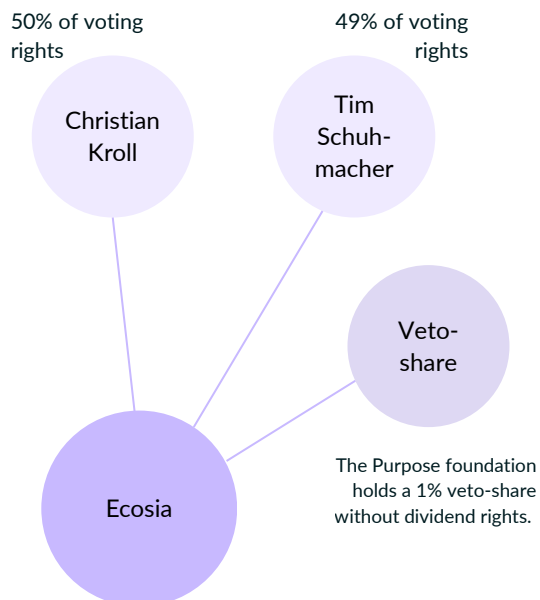 50% of voting
rights
49% of voting
rights
Christian
Kroll
Tim
Schuh-
macher
Veto-
share
Ecosia
The Purpose foundation
holds a 1% veto-share
without dividend rights.